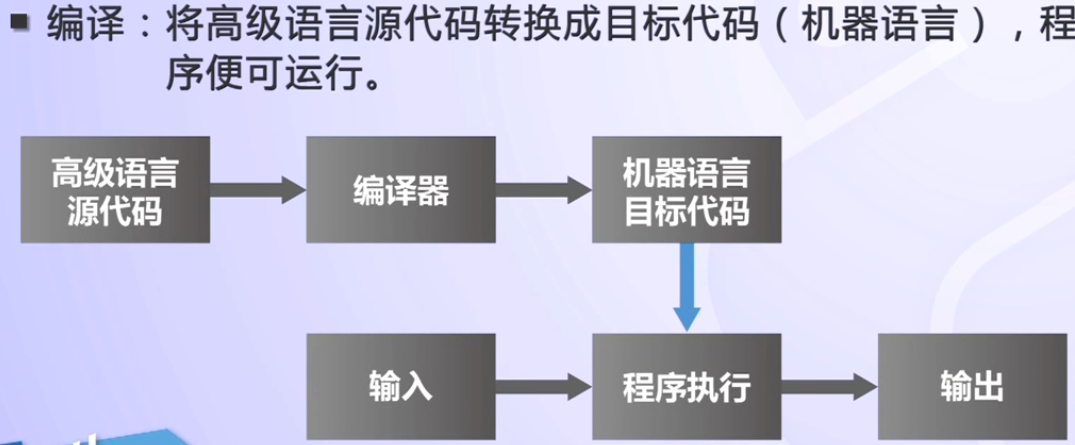 ▪ 编译：将高级语言源代码转换成目标代码（机器语言），程
序便可运行。
高级语言
源代码
编译器
机器语言
目标代码
输入
程序执行
输出